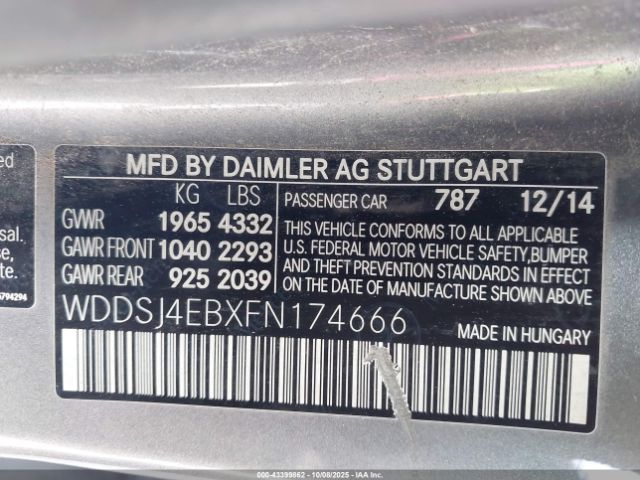 MFD BY DAIMLER AG STUTTGART
KG LBS
GVWR 1965 4332
GAWR FRONT 1040 2293
GAWR REAR 925 2039
PASSENGER CAR 787 12/14
THIS VEHICLE CONFORMS TO ALL APPLICABLE
U.S. FEDERAL MOTOR VEHICLE SAFETY, BUMPER
AND THEFT PREVENTION STANDARDS IN EFFECT
ON THE DATE OF MANUFACTURE SHOWN ABOVE.
WDDSJ4EBXFN174666
MADE IN HUNGARY
000-43399662 | 10/08/2025 | IAA Inc. ©